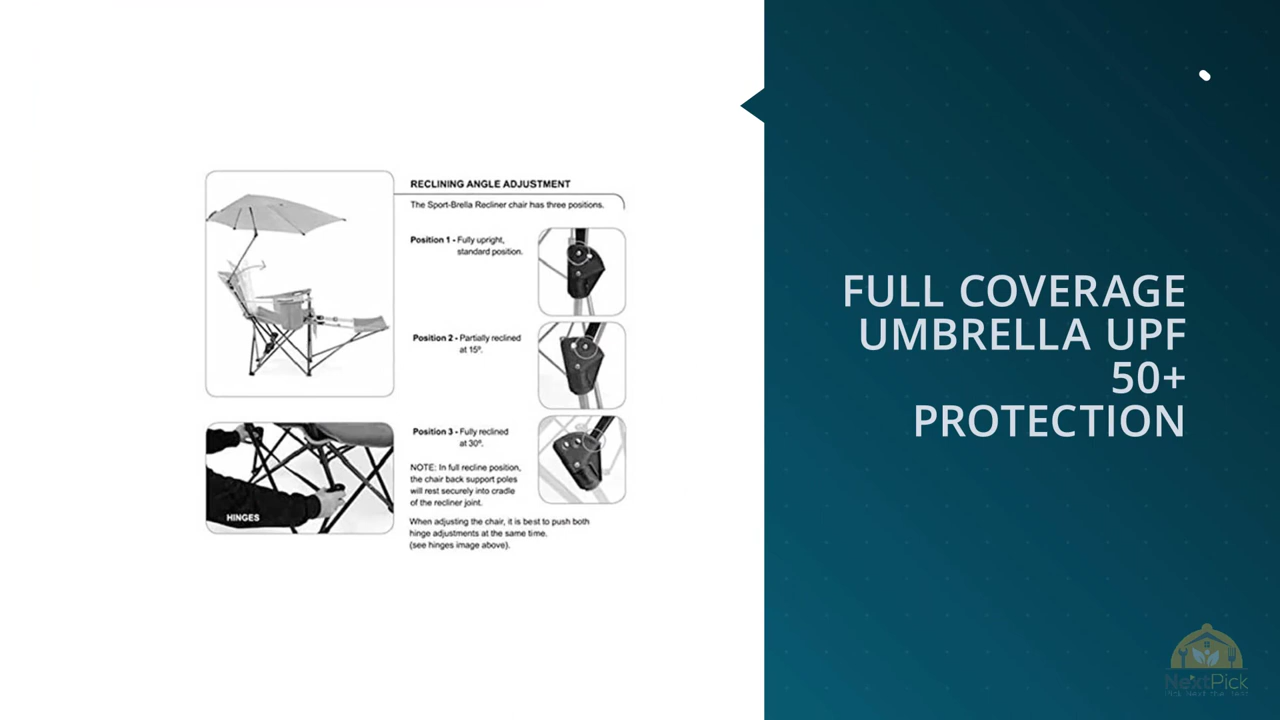 RECLINING ANGLE ADJUSTMENT
The Sport-Brella Recliner chair has three positions.
Position 1 - Fully upright,
standard position.
Position 2 - Partially reclined
at 15º.
Position 3 - Fully reclined
at 30º.
NOTE: In full recline position,
the chair back support poles
will rest securely into cradle
of the recliner joint.
When adjusting the chair, it is best to push both
hinge adjustments at the same time.
(see hinges image above).
HINGES
FULL COVERAGE
UMBRELLA UPF
50+
PROTECTION
NextPick